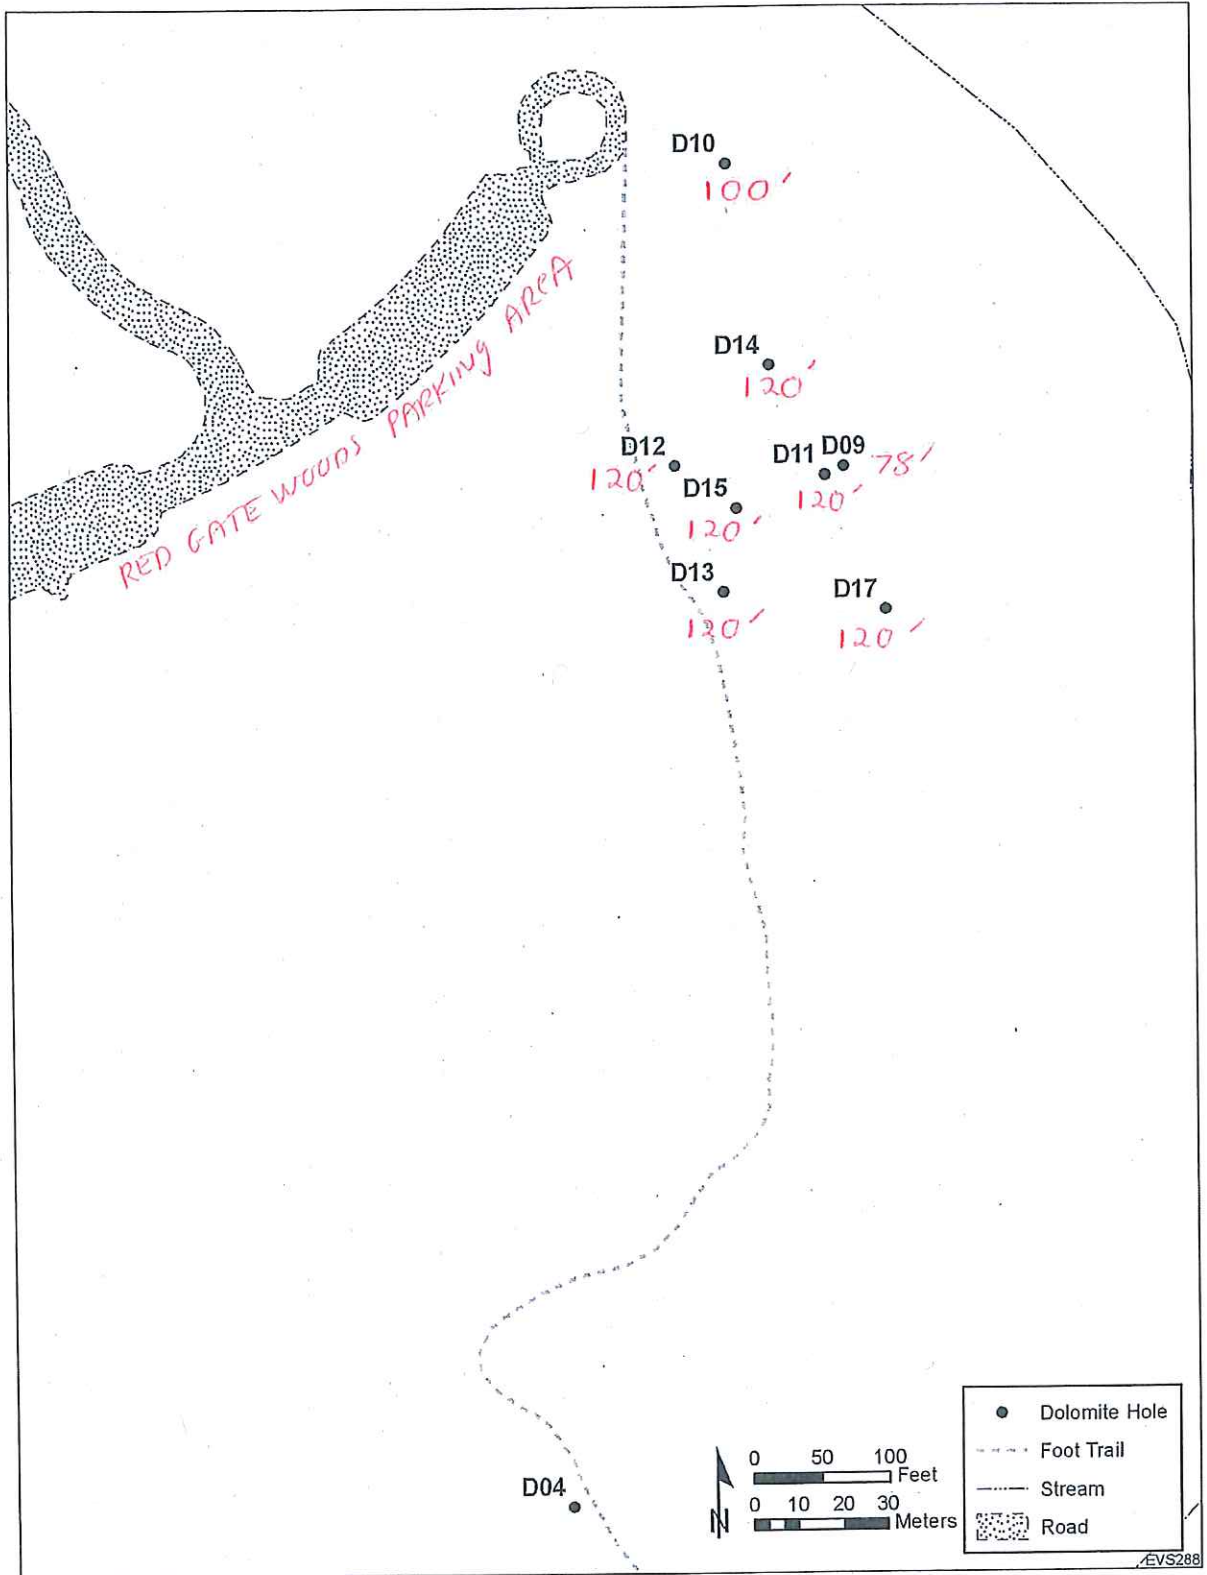 D10
100'
D14
120'
RED GATE WOODS PARKING AREA
D12
120'
D11 D09
78'
120'
D15
120'
D13
120'
D17
120'
D04
0 50 100
Feet
0 10 20 30
Meters
N
Dolomite Hole
Foot Trail
Stream
Road
EVS288